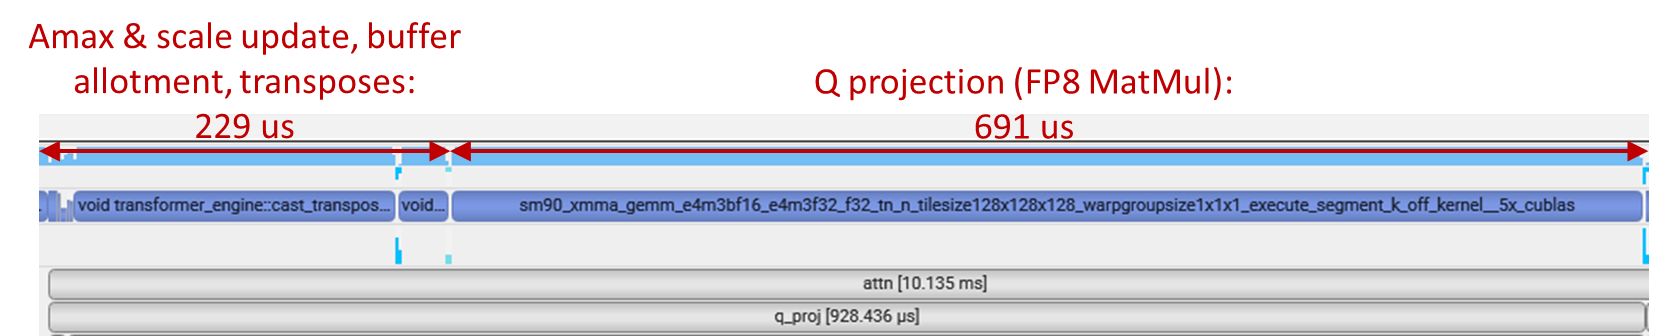 Amax & scale update, buffer
allotment, transposes:
229 us
Q projection (FP8 MatMul):
691 us
void transformer_engine::cast_transpos...
void...
sm90_xmma_gemm_e4m3bf16_e4m3f32_f32_tn_n_tilesize128x128x128_warpgroupsize1x1x1_execute_segment_k_off_kernel__5x_cublas
attn [10.135 ms]
q_proj [928.436 µs]